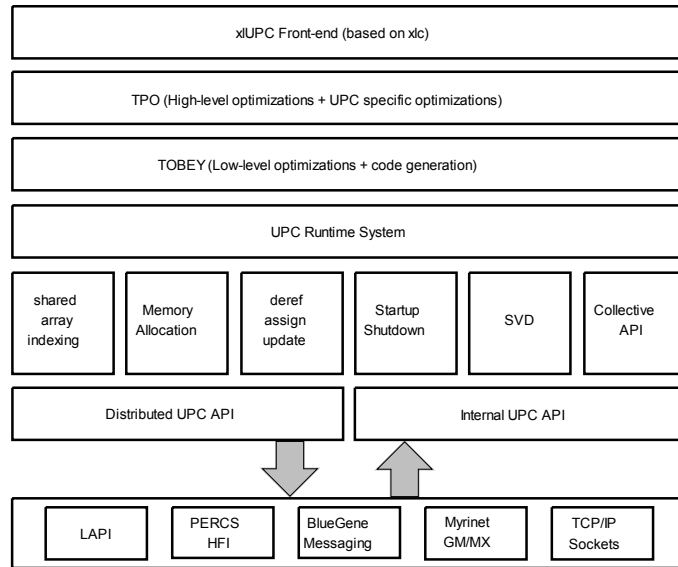 xlUPC Front-end (based on xlc)
TPO (High-level optimizations + UPC specific optimizations)
TOBEY (Low-level optimizations + code generation)
UPC Runtime System
shared
array
indexing
Memory
Allocation
deref
assign
update
Startup
Shutdown
SVD
Collective
API
Distributed UPC API
Internal UPC API
LAPI
PERCS
HFI
BlueGene
Messaging
Myrinet
GM/MX
TCP/IP
Sockets